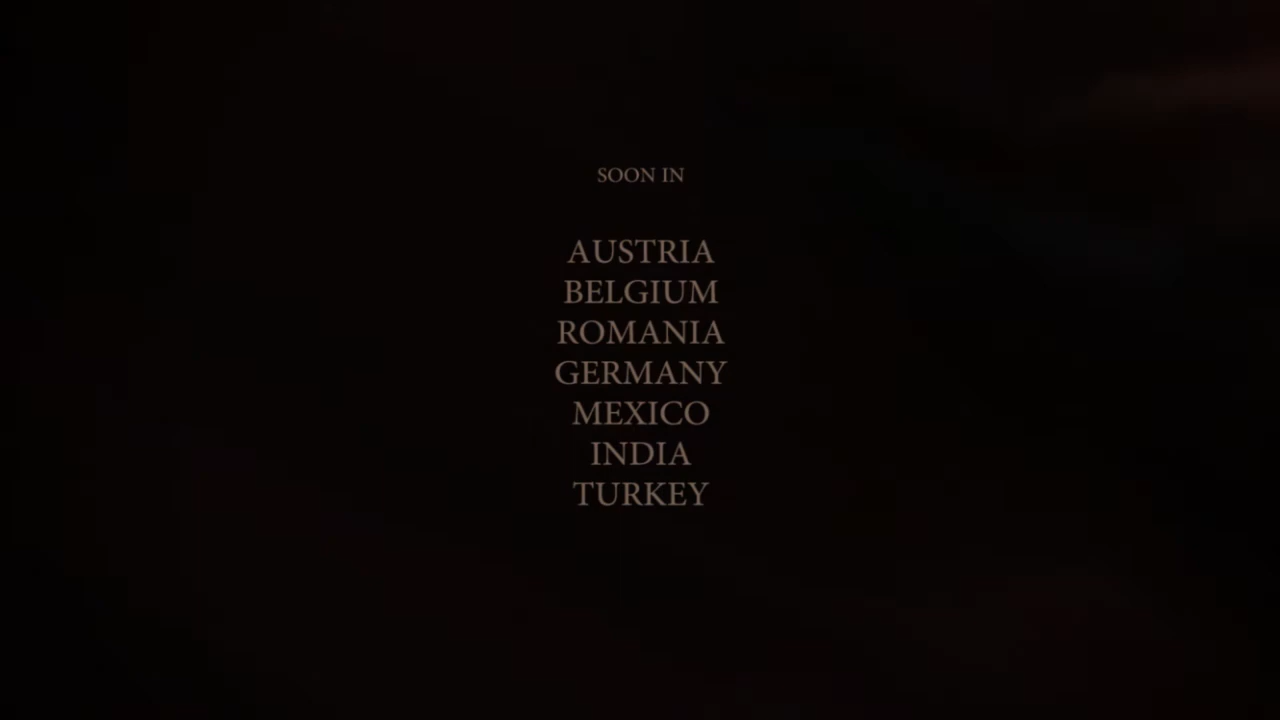 SOON IN
AUSTRIA
BELGIUM
ROMANIA
GERMANY
MEXICO
INDIA
TURKEY